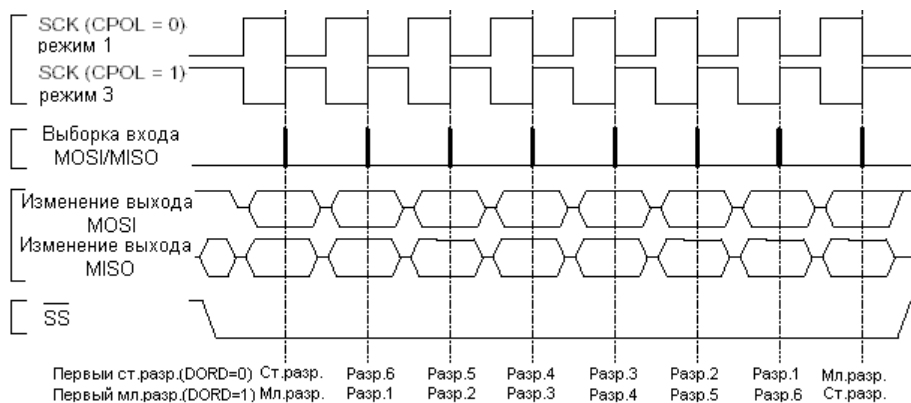 SCK (CPOL = 0)
режим 1
SCK (CPOL = 1)
режим 3
Выборка входа
MOSI/MISO
Изменение выхода
MOSI
Изменение выхода
MISO
SS
Первый ст.разр.(DORD=0) Ст.разр. Разр.6 Разр.5 Разр.4 Разр.3 Разр.2 Разр.1 Мл.разр.
Первый мл.разр.(DORD=1) Мл.разр. Разр.1 Разр.2 Разр.3 Разр.4 Разр.5 Разр.6 Ст.разр.